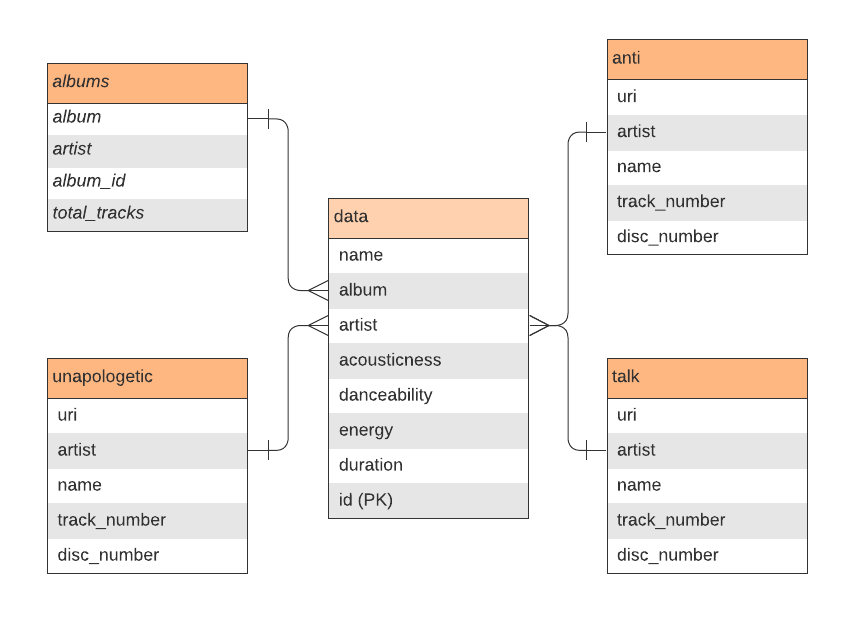 albums
album
artist
album_id
total_tracks
unapologetic
uri
artist
name
track_number
disc_number
data
name
album
artist
acousticness
danceability
energy
duration
id (PK)
anti
uri
artist
name
track_number
disc_number
talk
uri
artist
name
track_number
disc_number